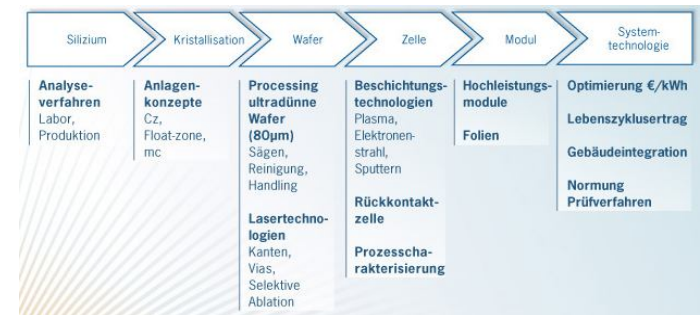 Silizium
Kristallisation
Wafer
Zelle
Modul
System-
technologie
Analyse-
verfahren
Labor,
Produktion
Anlagen-
konzepte
Cz,
Float-zone,
mc
Processing
ultradünne
Wafer
(80µm)
Sägen,
Reinigung,
Handling
Lasertechno-
logien
Kanten,
Vias,
Selektive
Ablation
Beschichtungs-
technologien
Plasma,
Elektronen-
strahl,
Sputtern
Rückkontakt-
zelle
Prozesscha-
rakterisierung
Hochleistungs-
module
Folien
Optimierung €/kWh
Lebenszyklusertrag
Gebäudeintegration
Normung
Prüfverfahren